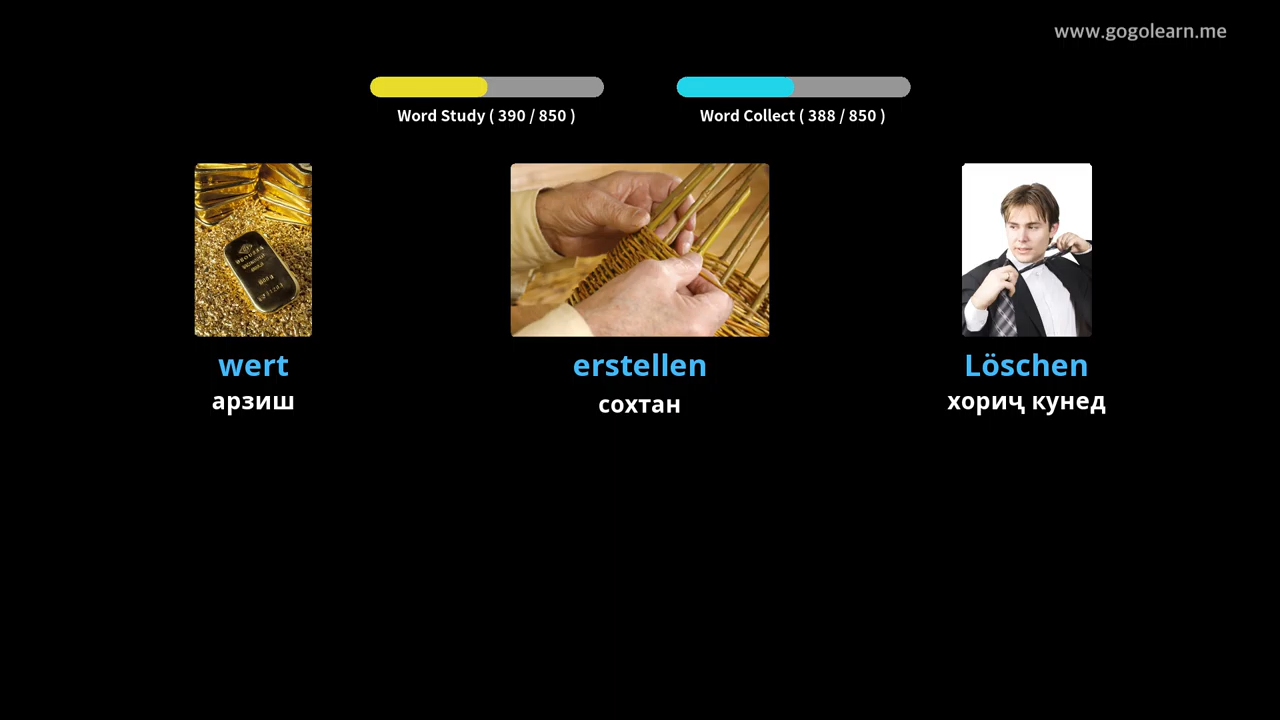 www.gogolearn.me
Word Study ( 390 / 850 )
Word Collect ( 388 / 850 )
wert
erstellen
Löschen
арзиш
сохтан
хориҷ кунед